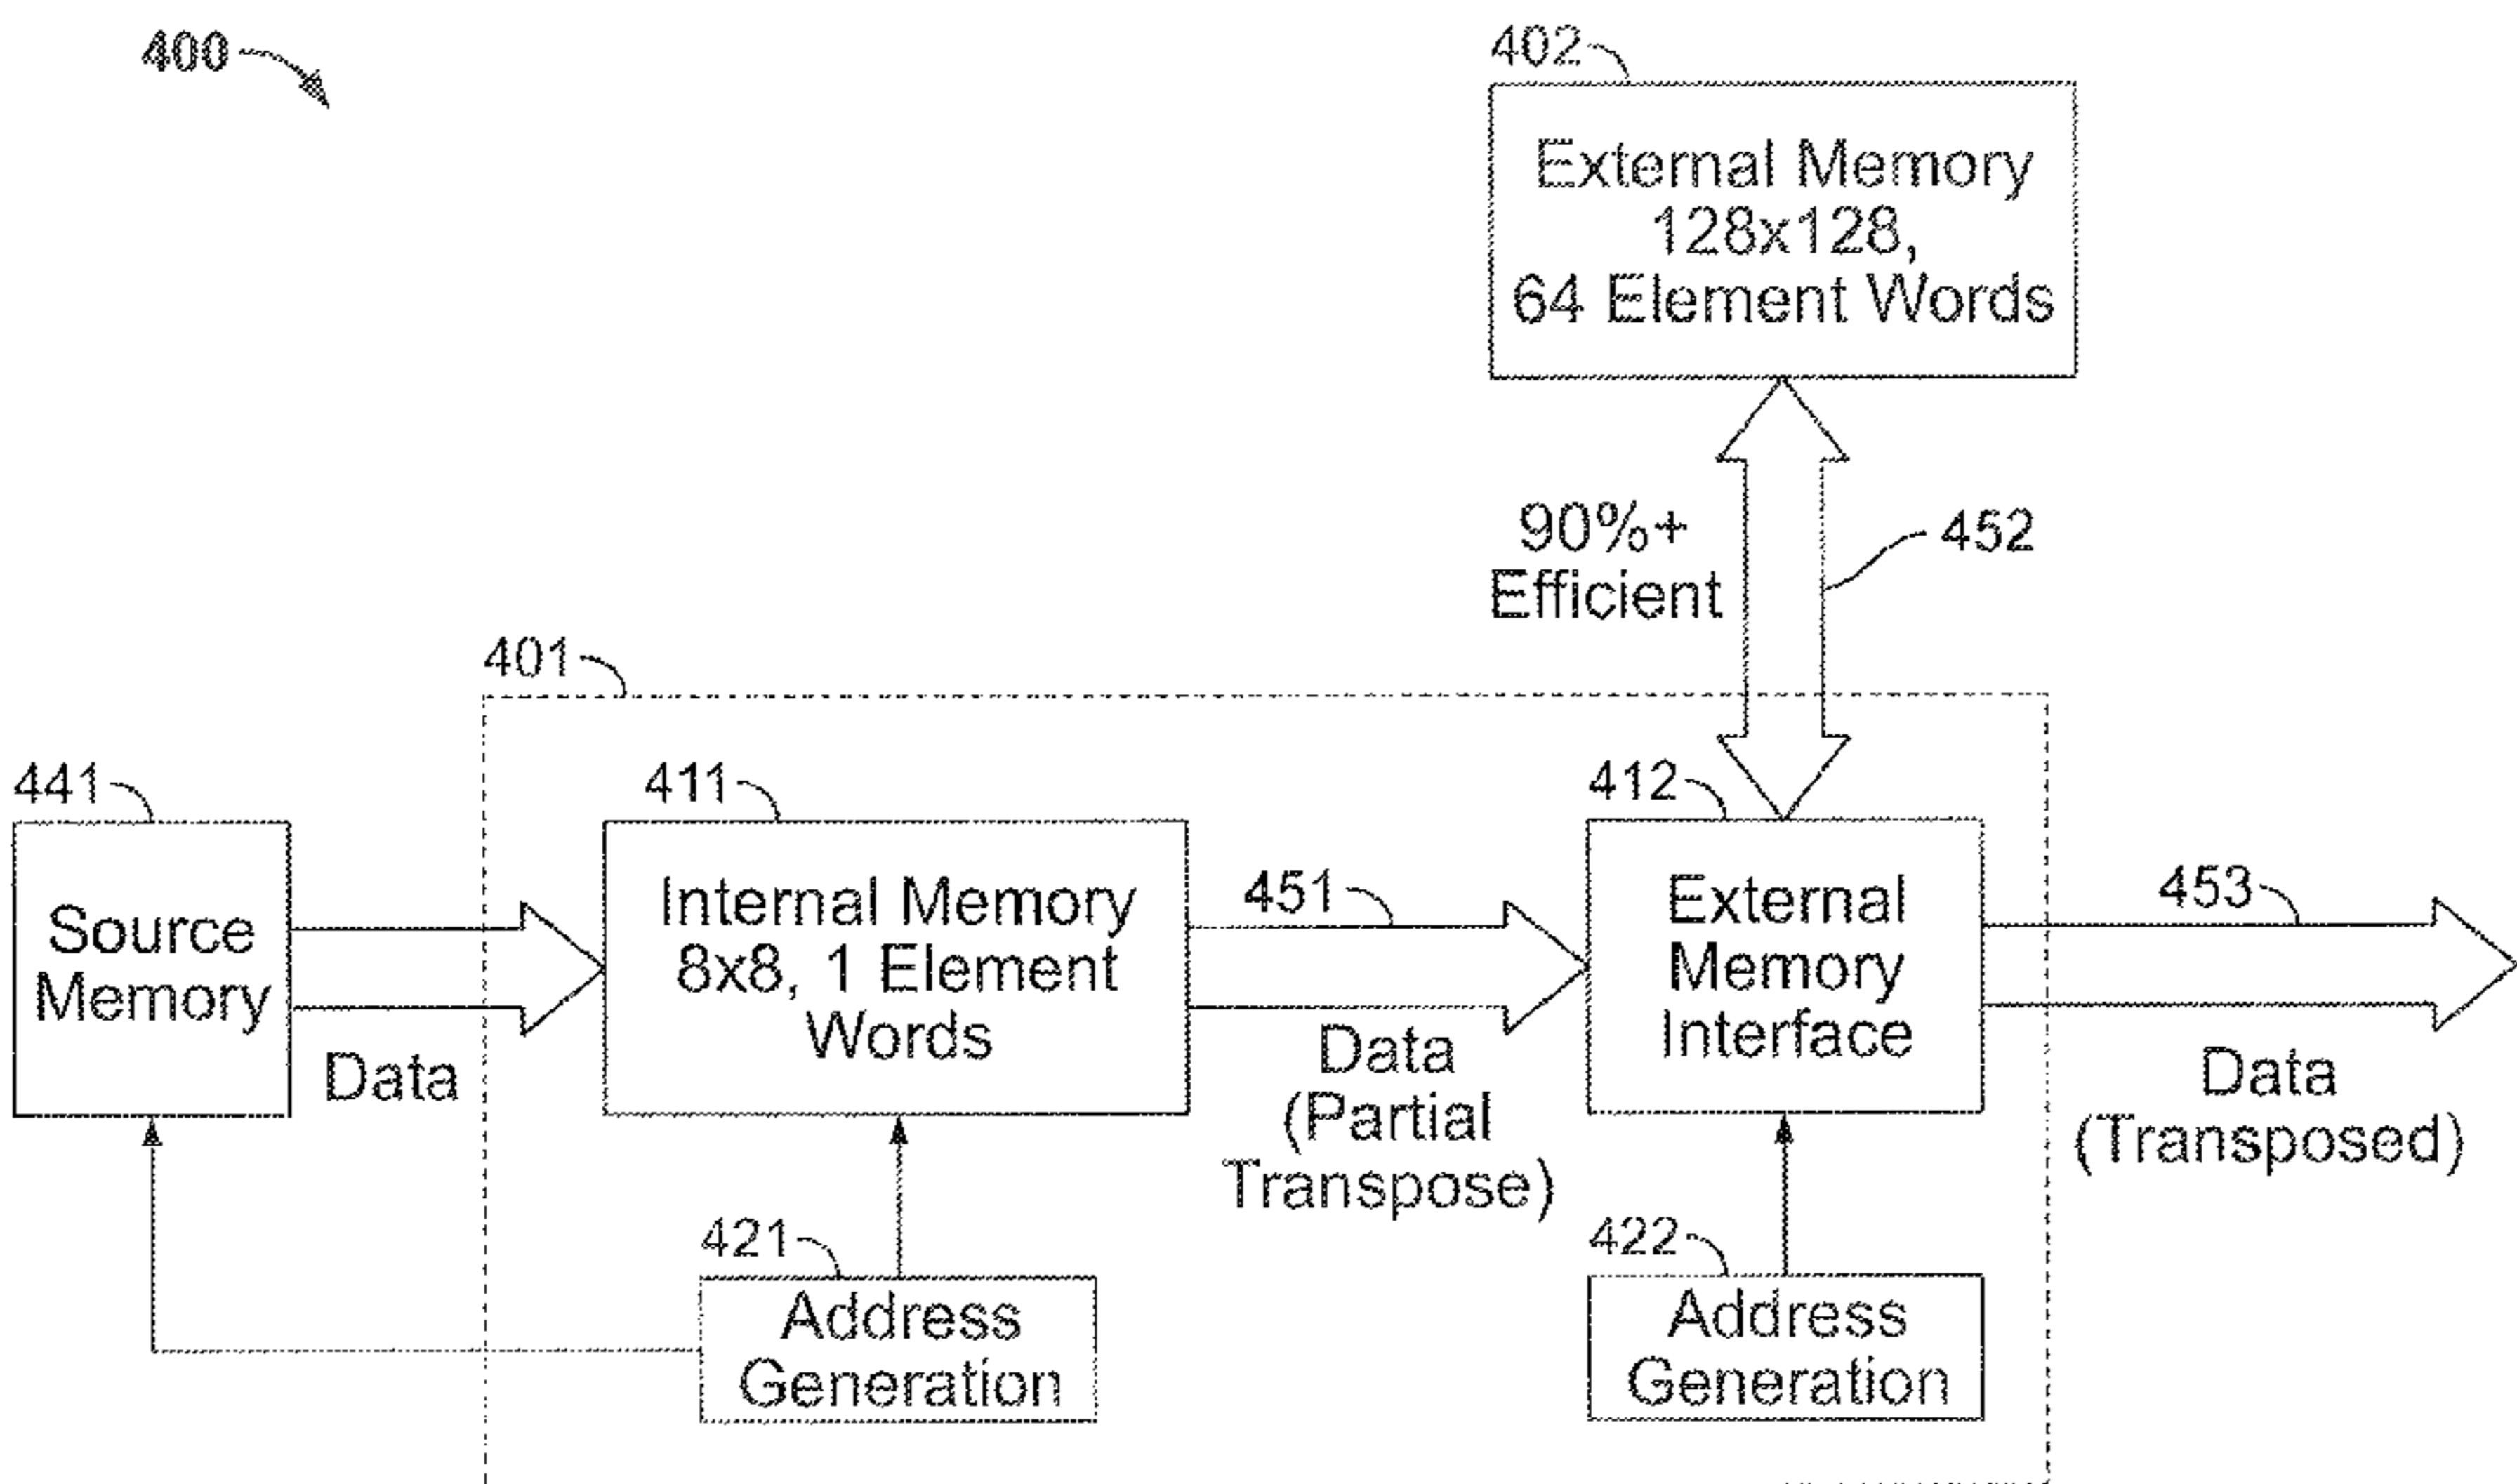 400
402
External Memory
128x128,
64 Element Words
90%+
Efficient
452
401
441
411
412
Source
Memory
Internal Memory
8x8, 1 Element
Words
451
External
Memory
Interface
453
Data
Data
(Partial
Transpose)
Data
(Transposed)
421
422
Address
Generation
Address
Generation